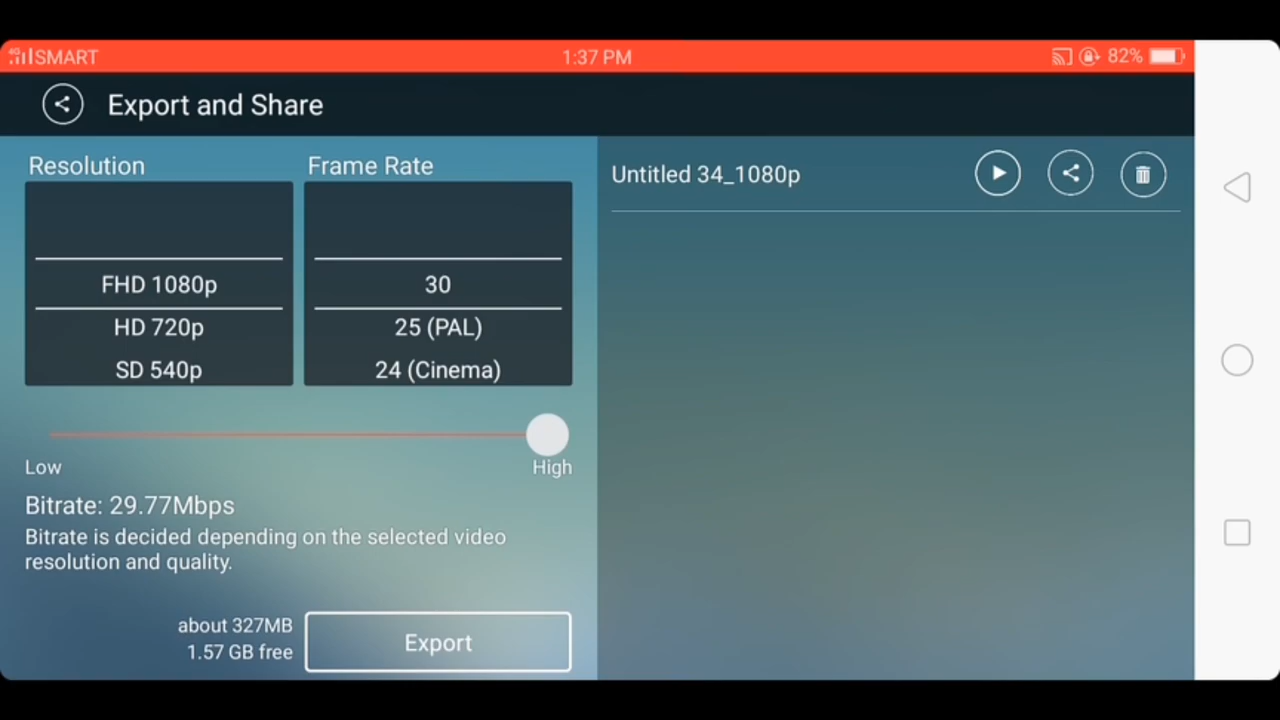 4G SMART 1:37 PM 82%
Export and Share
Resolution
Frame Rate
FHD 1080p
HD 720p
SD 540p
30
25 (PAL)
24 (Cinema)
Low
High
Bitrate: 29.77Mbps
Bitrate is decided depending on the selected video
resolution and quality.
about 327MB
1.57 GB free
Export
Untitled 34_1080p